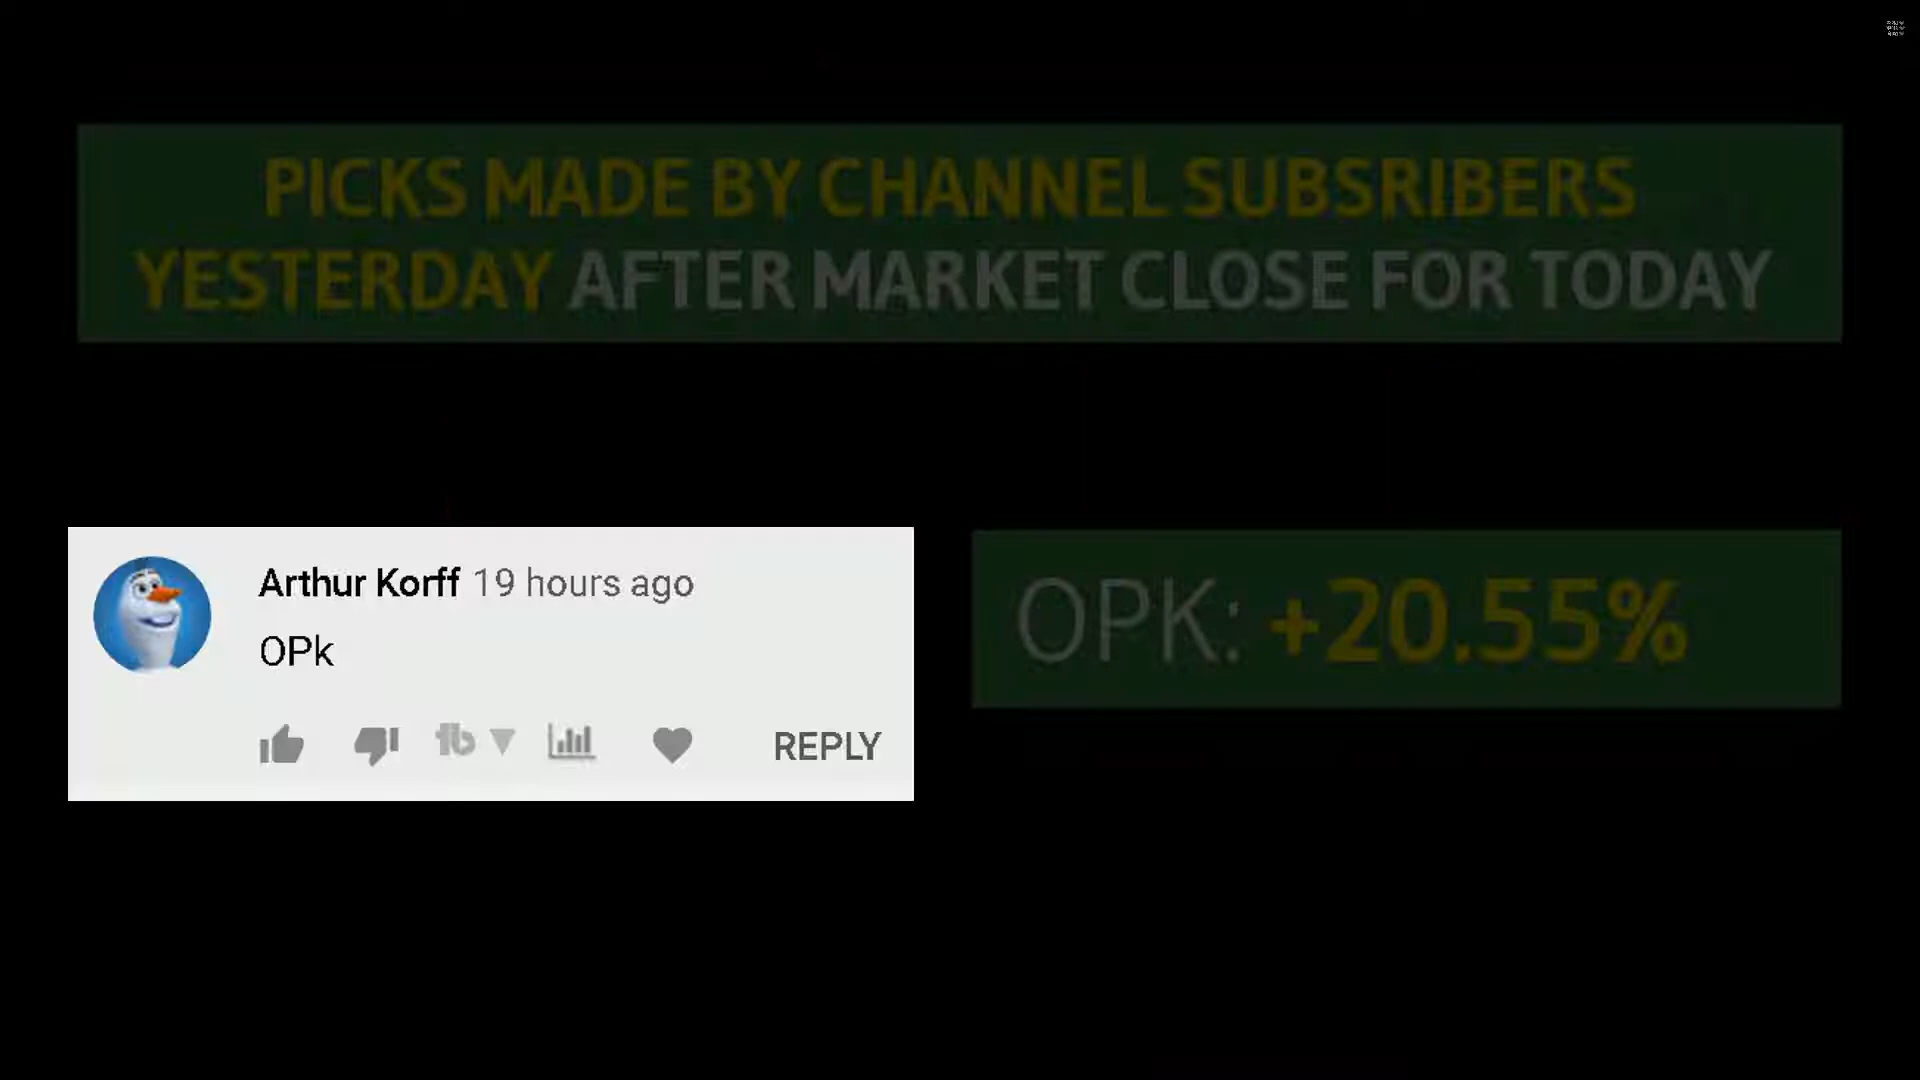 PICKS MADE BY CHANNEL SUBSRIBERS
YESTERDAY AFTER MARKET CLOSE FOR TODAY
Arthur Korff 19 hours ago
OPk
REPLY
OPK: +20.55%